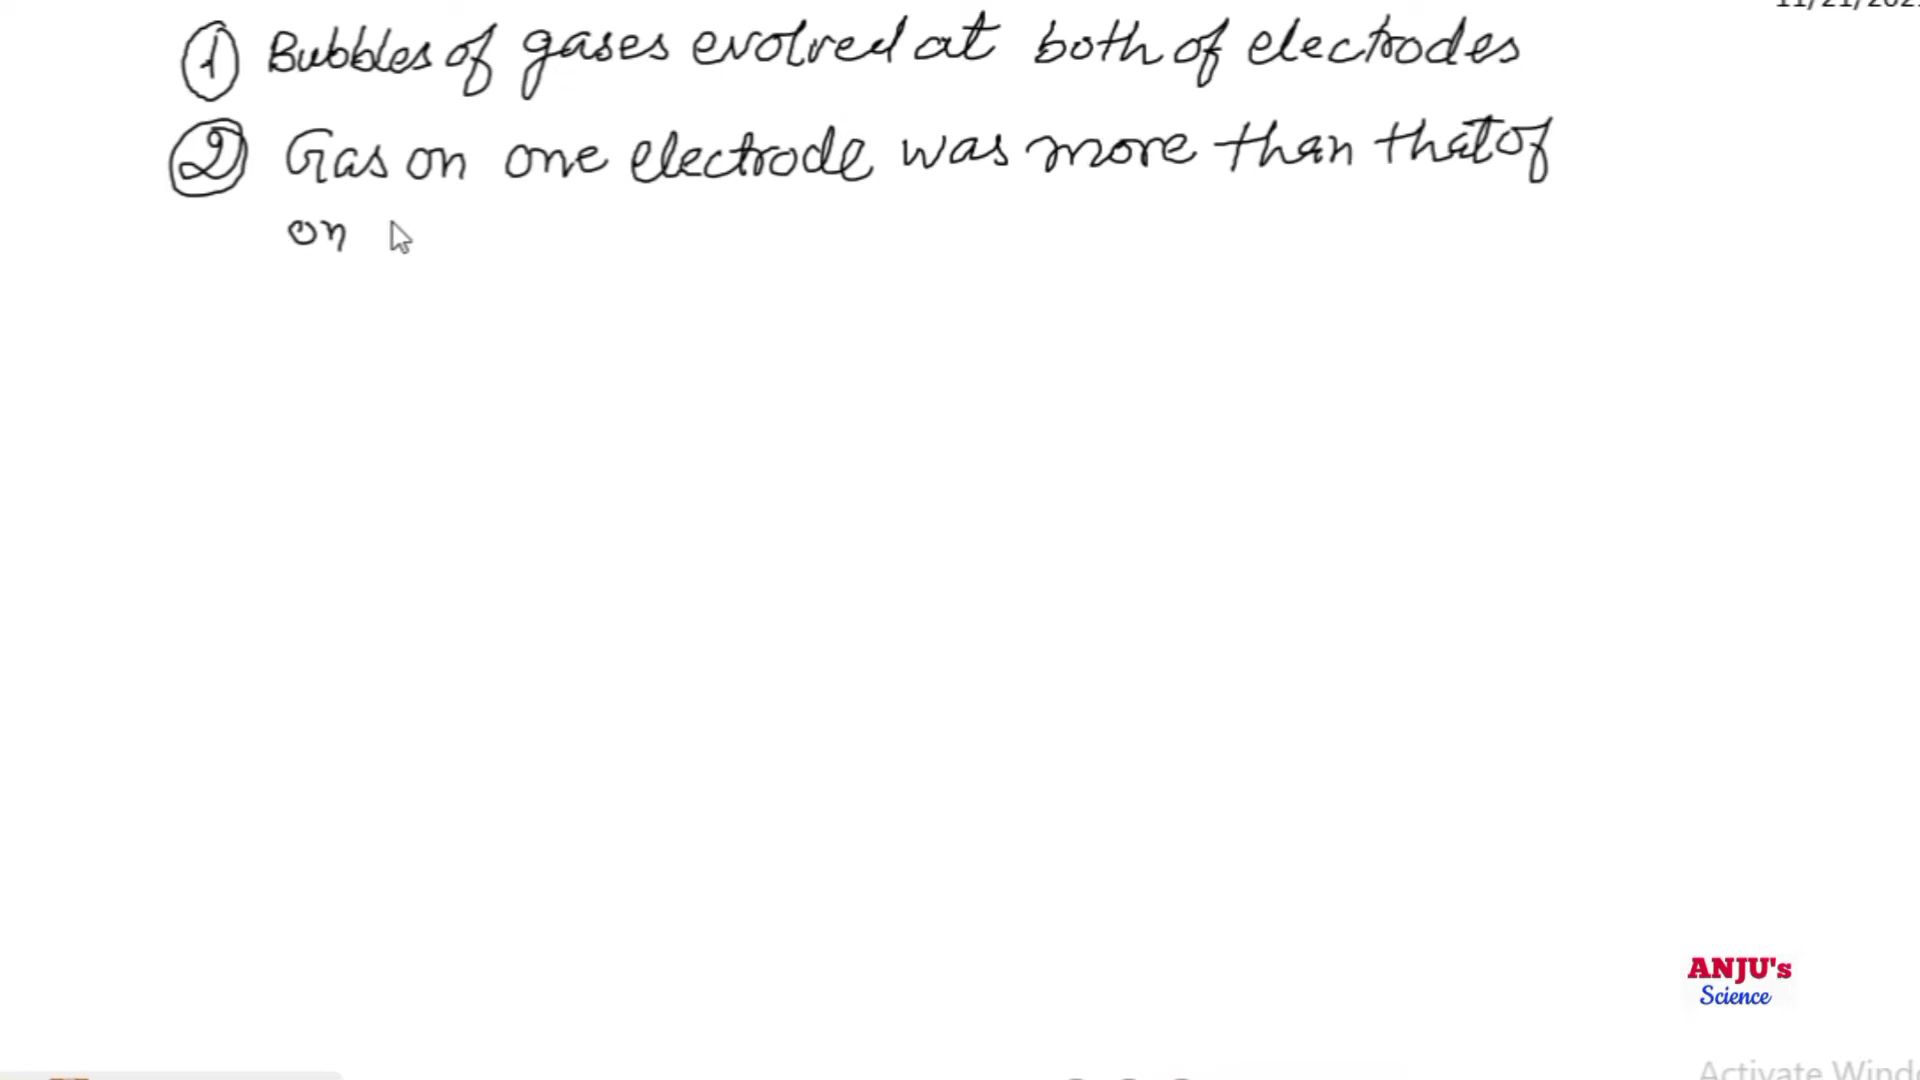 ① Bubbles of gases evolved at both of electrodes
② Gas on one electrode was more than that of
on
ANJU's
Science